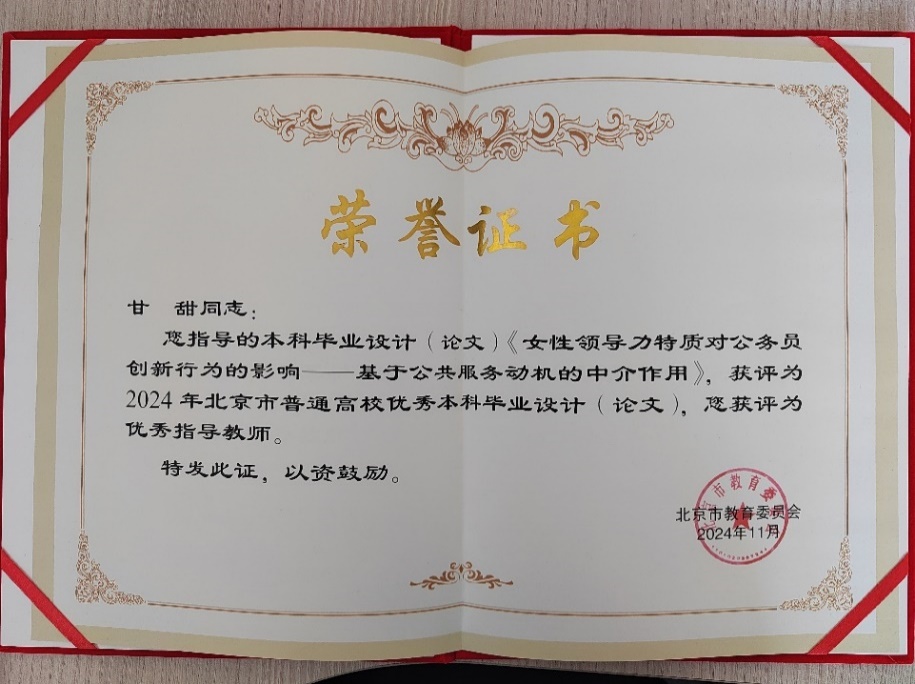 荣誉证书
甘 甜同志：
您指导的本科毕业设计（论文）《女性领导力特质对公务员
创新行为的影响——基于公共服务动机的中介作用》，获评为
2024年北京市普通高校优秀本科毕业设计（论文），您获评为
优秀指导教师。
特发此证，以资鼓励。
北京市教育委员会
2024年11月